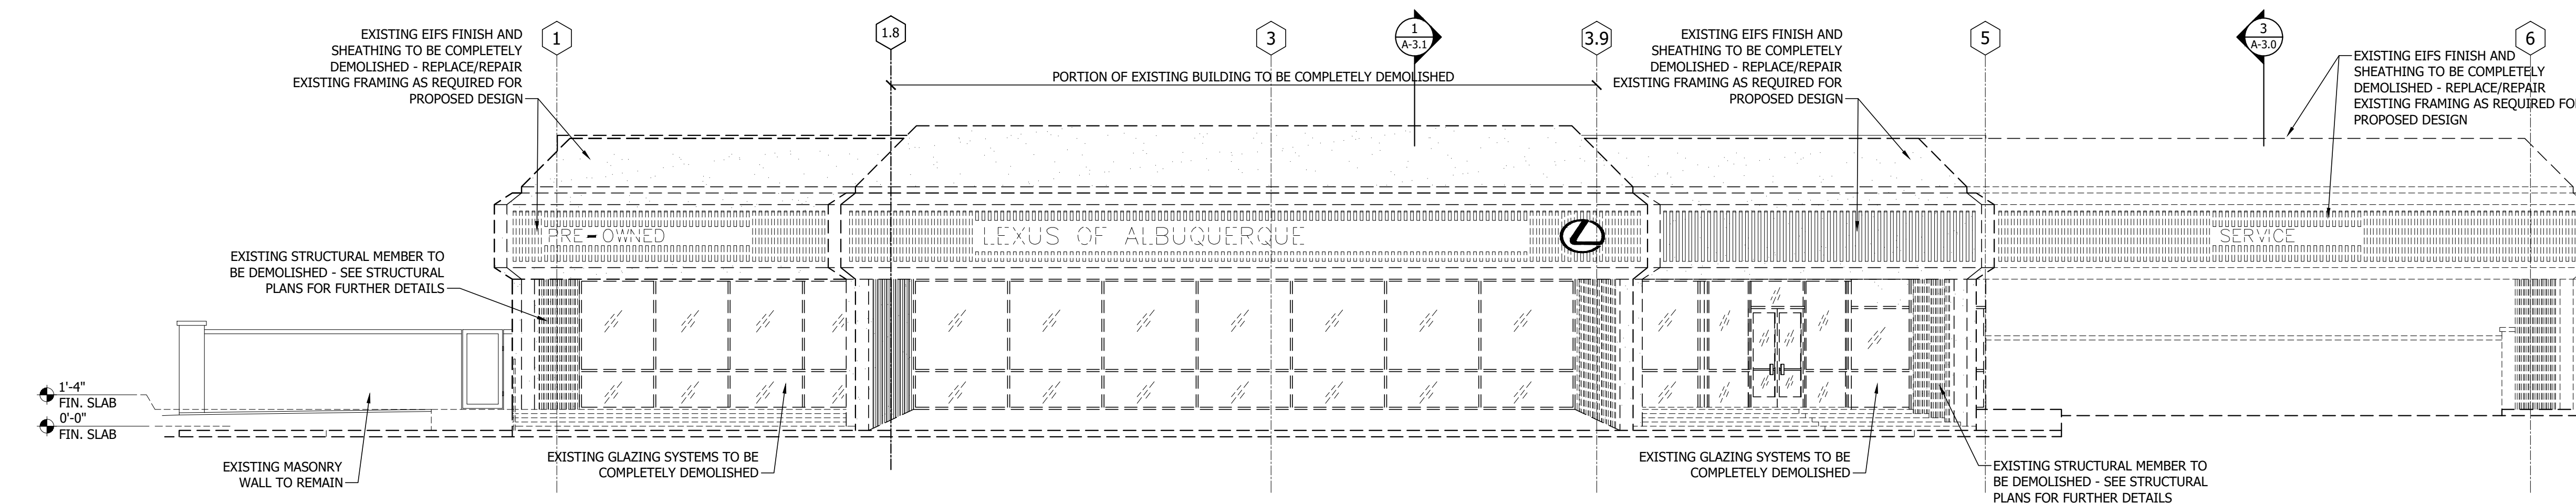 EXISTING EIFS FINISH AND
SHEATHING TO BE COMPLETELY
DEMOLISHED - REPLACE/REPAIR
EXISTING FRAMING AS REQUIRED FOR
PROPOSED DESIGN
1
1.8
3
1
A-3.1
3.9
PORTION OF EXISTING BUILDING TO BE COMPLETELY DEMOLISHED
EXISTING EIFS FINISH AND
SHEATHING TO BE COMPLETELY
DEMOLISHED - REPLACE/REPAIR
EXISTING FRAMING AS REQUIRED FOR
PROPOSED DESIGN
5
3
A-3.0
6
EXISTING EIFS FINISH AND
SHEATHING TO BE COMPLETELY
DEMOLISHED - REPLACE/REPAIR
EXISTING FRAMING AS REQUIRED FO
PROPOSED DESIGN
PRE-OWNED
LEXUS OF ALBUQUERQUE
SERVICE
EXISTING STRUCTURAL MEMBER TO
BE DEMOLISHED - SEE STRUCTURAL
PLANS FOR FURTHER DETAILS
1'-4"
FIN. SLAB
0'-0"
FIN. SLAB
EXISTING MASONRY
WALL TO REMAIN
EXISTING GLAZING SYSTEMS TO BE
COMPLETELY DEMOLISHED
EXISTING GLAZING SYSTEMS TO BE
COMPLETELY DEMOLISHED
EXISTING STRUCTURAL MEMBER TO
BE DEMOLISHED - SEE STRUCTURAL
PLANS FOR FURTHER DETAILS